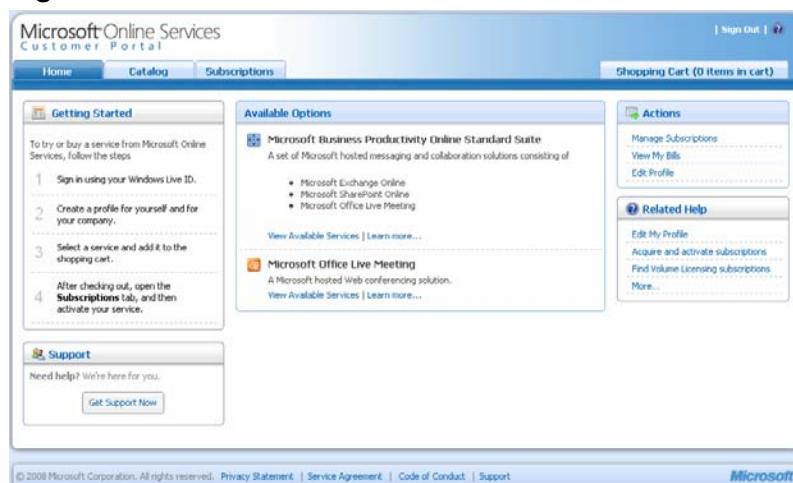 Microsoft Online Services
Customer Portal
| Sign Out |
Home
Catalog
Subscriptions
Shopping Cart (0 items in cart)
Getting Started
To try or buy a service from Microsoft Online
Services, follow the steps
1 Sign in using your Windows Live ID.
2 Create a profile for yourself and for
your company.
3 Select a service and add it to the
shopping cart.
4 After checking out, open the
Subscriptions tab, and then
activate your service.
Support
Need help? We're here for you.
Get Support Now
Available Options
Microsoft Business Productivity Online Standard Suite
A set of Microsoft hosted messaging and collaboration solutions consisting of
• Microsoft Exchange Online
• Microsoft SharePoint Online
• Microsoft Office Live Meeting
View Available Services | Learn more...
Microsoft Office Live Meeting
A Microsoft hosted Web conferencing solution.
View Available Services | Learn more...
Actions
Manage Subscriptions
View My Bills
Edit Profile
Related Help
Edit My Profile
Acquire and activate subscriptions
Find Volume Licensing subscriptions
More...
© 2008 Microsoft Corporation. All rights reserved. Privacy Statement | Service Agreement | Code of Conduct | Support
Microsoft